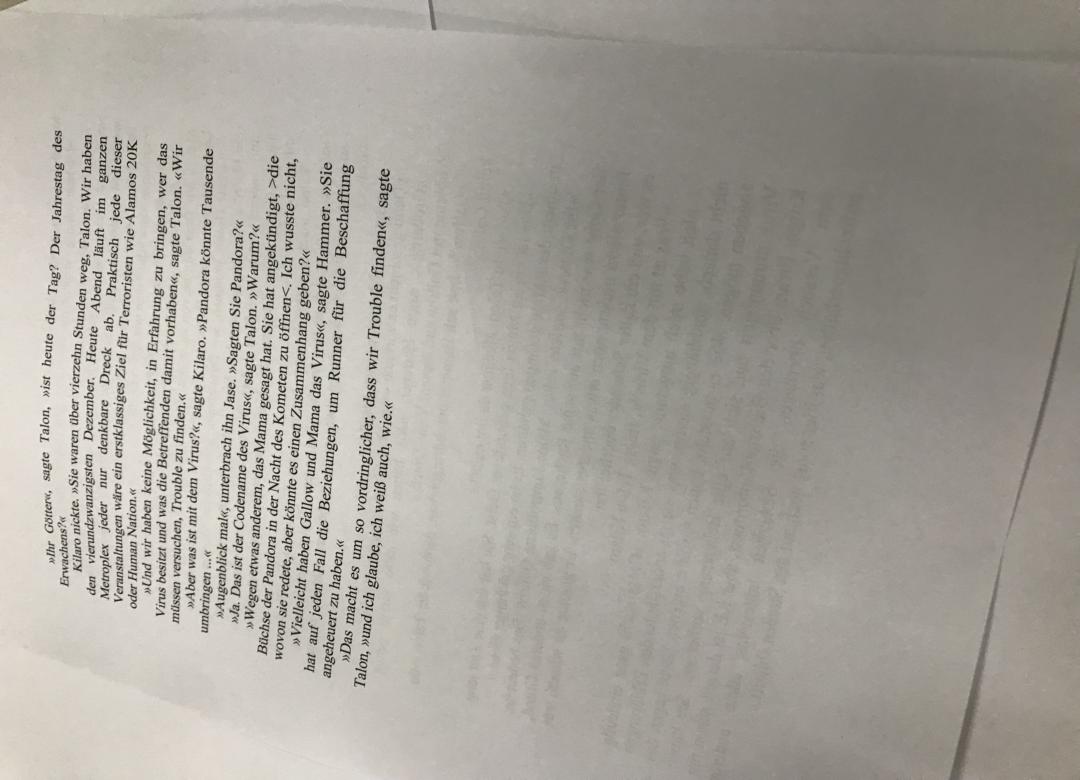 »Ihr Götter«, sagte Talon, »ist heute der Tag? Der Jahrestag des
Erwachens?«
Kilaro nickte. »Sie waren über vierzehn Stunden weg, Talon. Wir haben
den vierundzwanzigsten Dezember. Heute Abend läuft im ganzen
Metroplex jeder nur denkbare Dreck ab. Praktisch jede dieser
Veranstaltungen wäre ein erstklassiges Ziel für Terroristen wie Alamos 20K
oder Human Nation.«
»Und wir haben keine Möglichkeit, in Erfahrung zu bringen, wer das
Virus besitzt und was die Betreffenden damit vorhaben«, sagte Talon. «Wir
müssen versuchen, Trouble zu finden.«
»Aber was ist mit dem Virus?«, sagte Kilaro. »Pandora könnte Tausende
umbringen ...«
»Augenblick mal«, unterbrach ihn Jase. »Sagten Sie Pandora?«
»Ja. Das ist der Codename des Virus«, sagte Talon. »Warum?«
»Wegen etwas anderem, das Mama gesagt hat. Sie hat angekündigt, >die
Büchse der Pandora in der Nacht des Kometen zu öffnen<. Ich wusste nicht,
wovon sie redete, aber könnte es einen Zusammenhang geben?«
»Vielleicht haben Gallow und Mama das Virus«, sagte Hammer. »Sie
hat auf jeden Fall die Beziehungen, um Runner für die Beschaffung
angeheuert zu haben.«
»Das macht es um so vordringlicher, dass wir Trouble finden«, sagte
Talon, »und ich glaube, ich weiß auch, wie.«